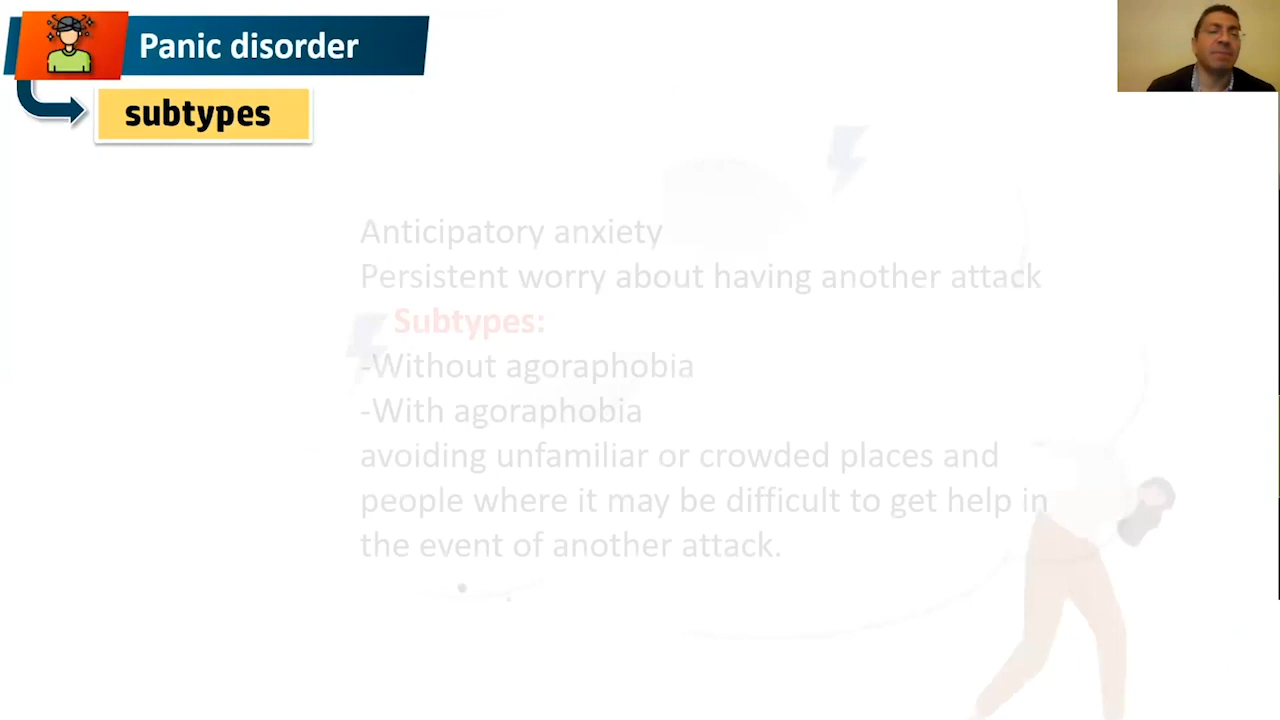 Panic disorder
subtypes
Anticipatory anxiety
Persistent worry about having another attack
Subtypes:
-Without agoraphobia
-With agoraphobia
avoiding unfamiliar or crowded places and
people where it may be difficult to get help in
the event of another attack.